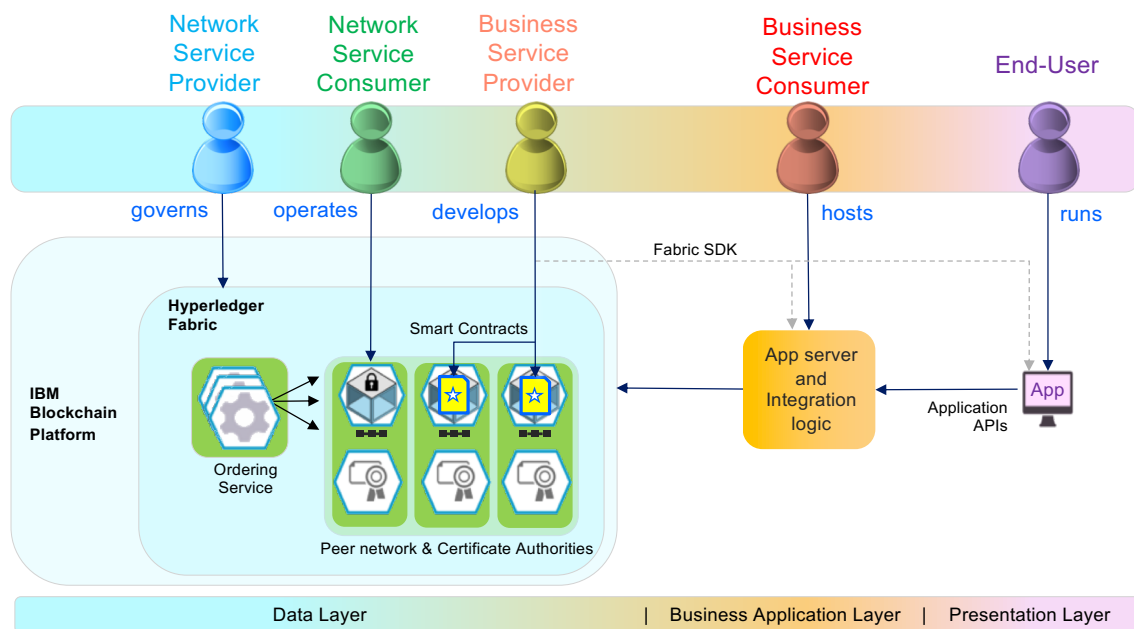 Network
Service
Provider
Network
Service
Consumer
Business
Service
Provider
Business
Service
Consumer
End-User
governs
operates
develops
hosts
runs
Fabric SDK
Hyperledger
Fabric
Smart Contracts
IBM
Blockchain
Platform
Ordering
Service
App server
and
Integration
logic
App
Application
APIs
Peer network & Certificate Authorities
Data Layer | Business Application Layer | Presentation Layer